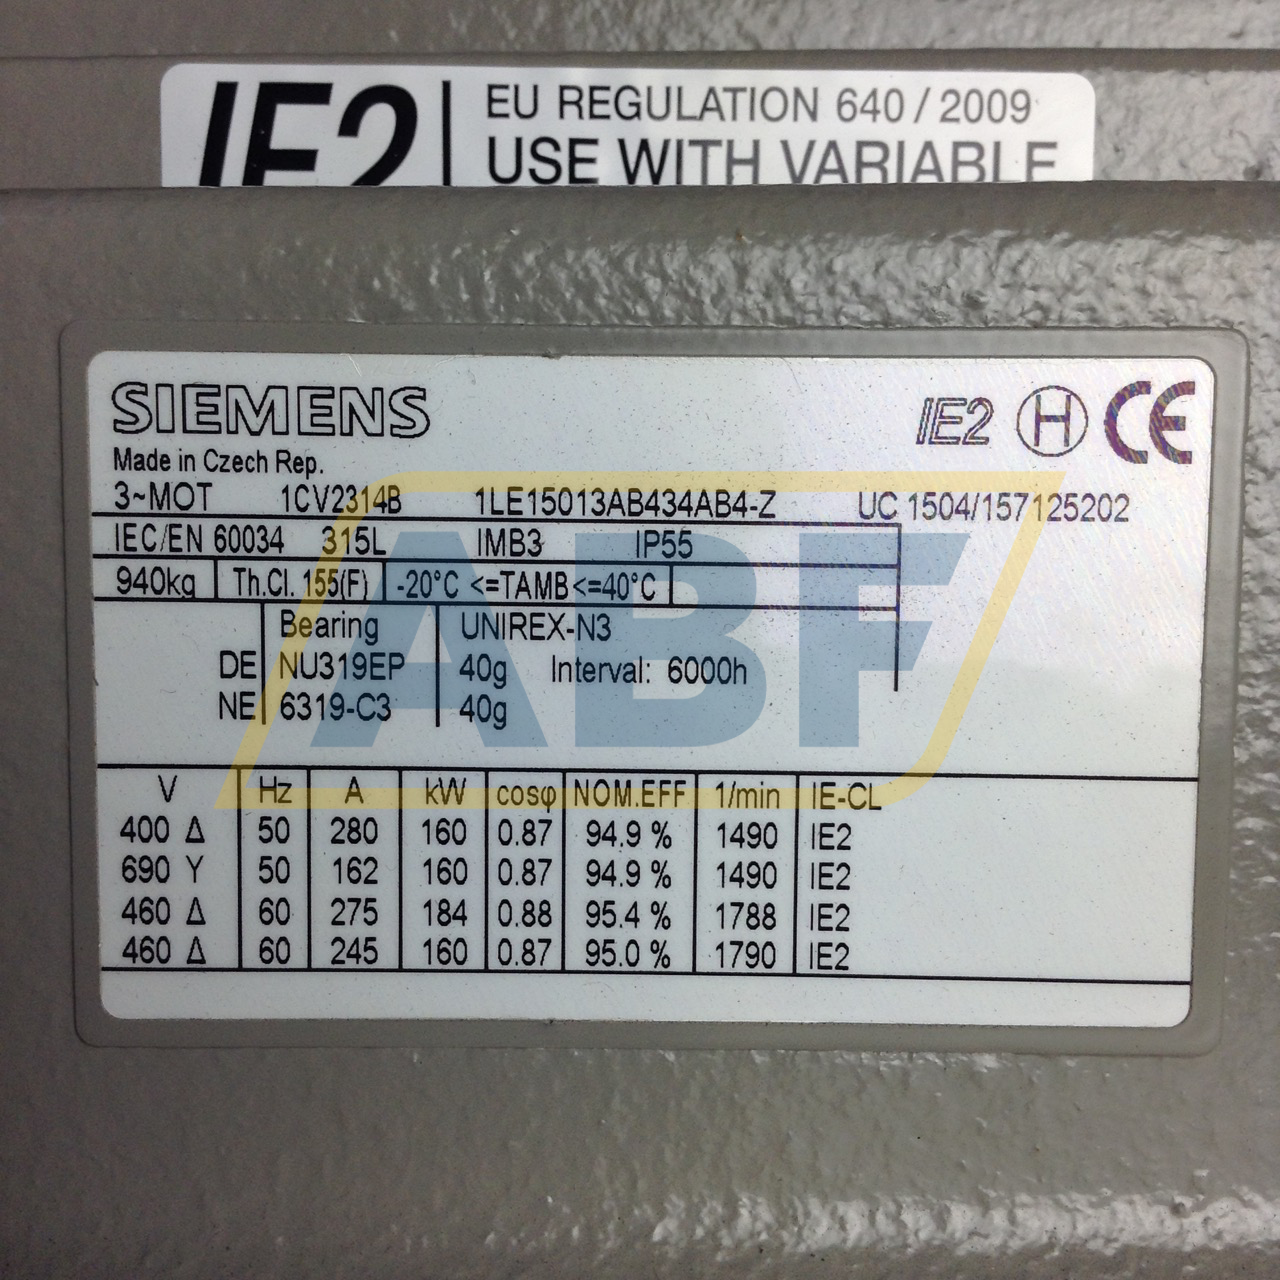 IE2 EU REGULATION 640 / 2009
USE WITH VARIABLE
SIEMENS IE2 H CE
Made in Czech Rep.
3~MOT 1CV2314B 1LE15013AB434AB4-Z UC 1504/157125202
IEC/EN 60034 315L IMB3 IP55
940kg Th.Cl. 155(F) -20°C <=TAMB<=40°C
Bearing UNIREX-N3
DE NU319EP 40g Interval: 6000h
NE 6319-C3 40g
ABF
V Hz A kW cosφ NOM.EFF 1/min IE-CL
400 Δ 50 280 160 0.87 94.9 % 1490 IE2
690 Y 50 162 160 0.87 94.9 % 1490 IE2
460 Δ 60 275 184 0.88 95.4 % 1788 IE2
460 Δ 60 245 160 0.87 95.0 % 1790 IE2